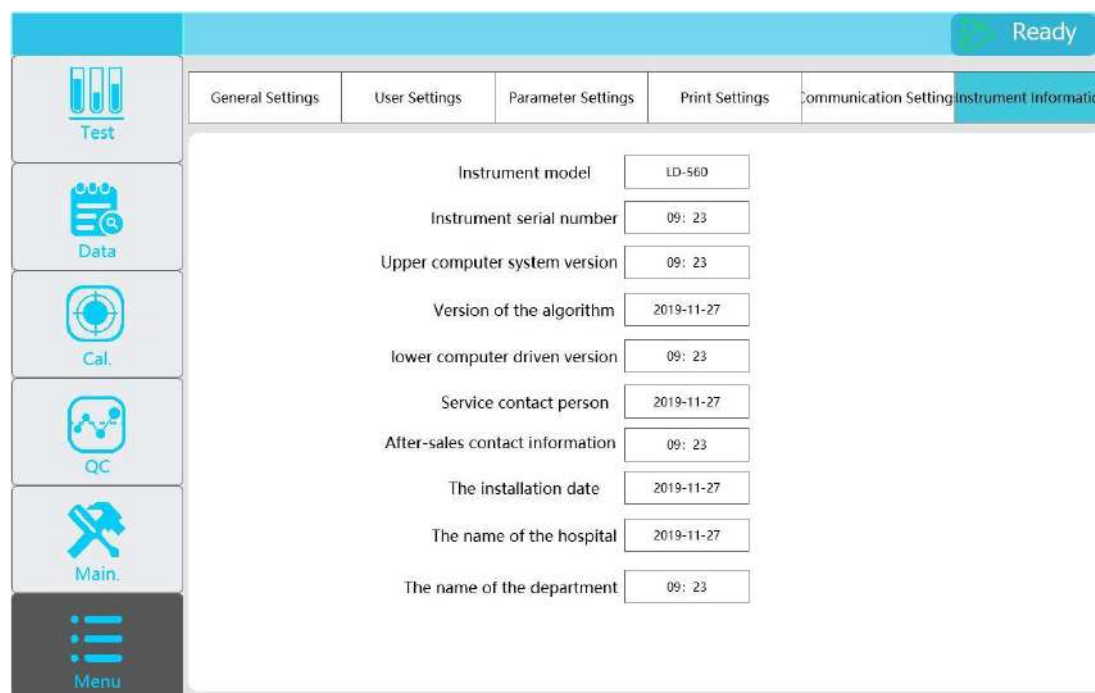 Ready
Test
General Settings
User Settings
Parameter Settings
Print Settings
Communication Setting
Instrument Informatio
Instrument model LD-560
Instrument serial number 09: 23
Data
Upper computer system version 09: 23
Version of the algorithm 2019-11-27
Cal.
lower computer driven version 09: 23
Service contact person 2019-11-27
After-sales contact information 09: 23
QC
The installation date 2019-11-27
The name of the hospital 2019-11-27
Main.
The name of the department 09: 23
Menu